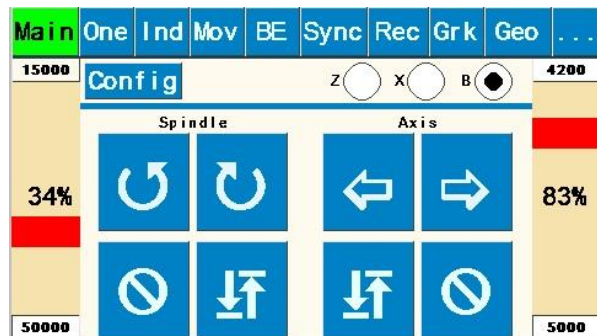 Main One Ind Mov BE Sync Rec Grk Geo ...
15000 Config Z X B 4200
Spindle Axis
34% 83%
50000 5000